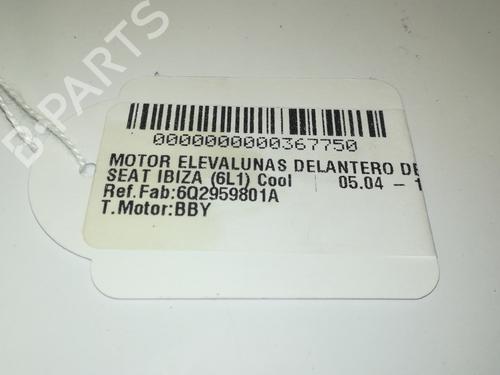 B-PARTS
0000000000367750
MOTOR ELEVALUNAS DELANTERO DE
SEAT IBIZA (6L1) Cool 05.04 - 1
Ref.Fab:6Q2959801A
T.Motor:BBY